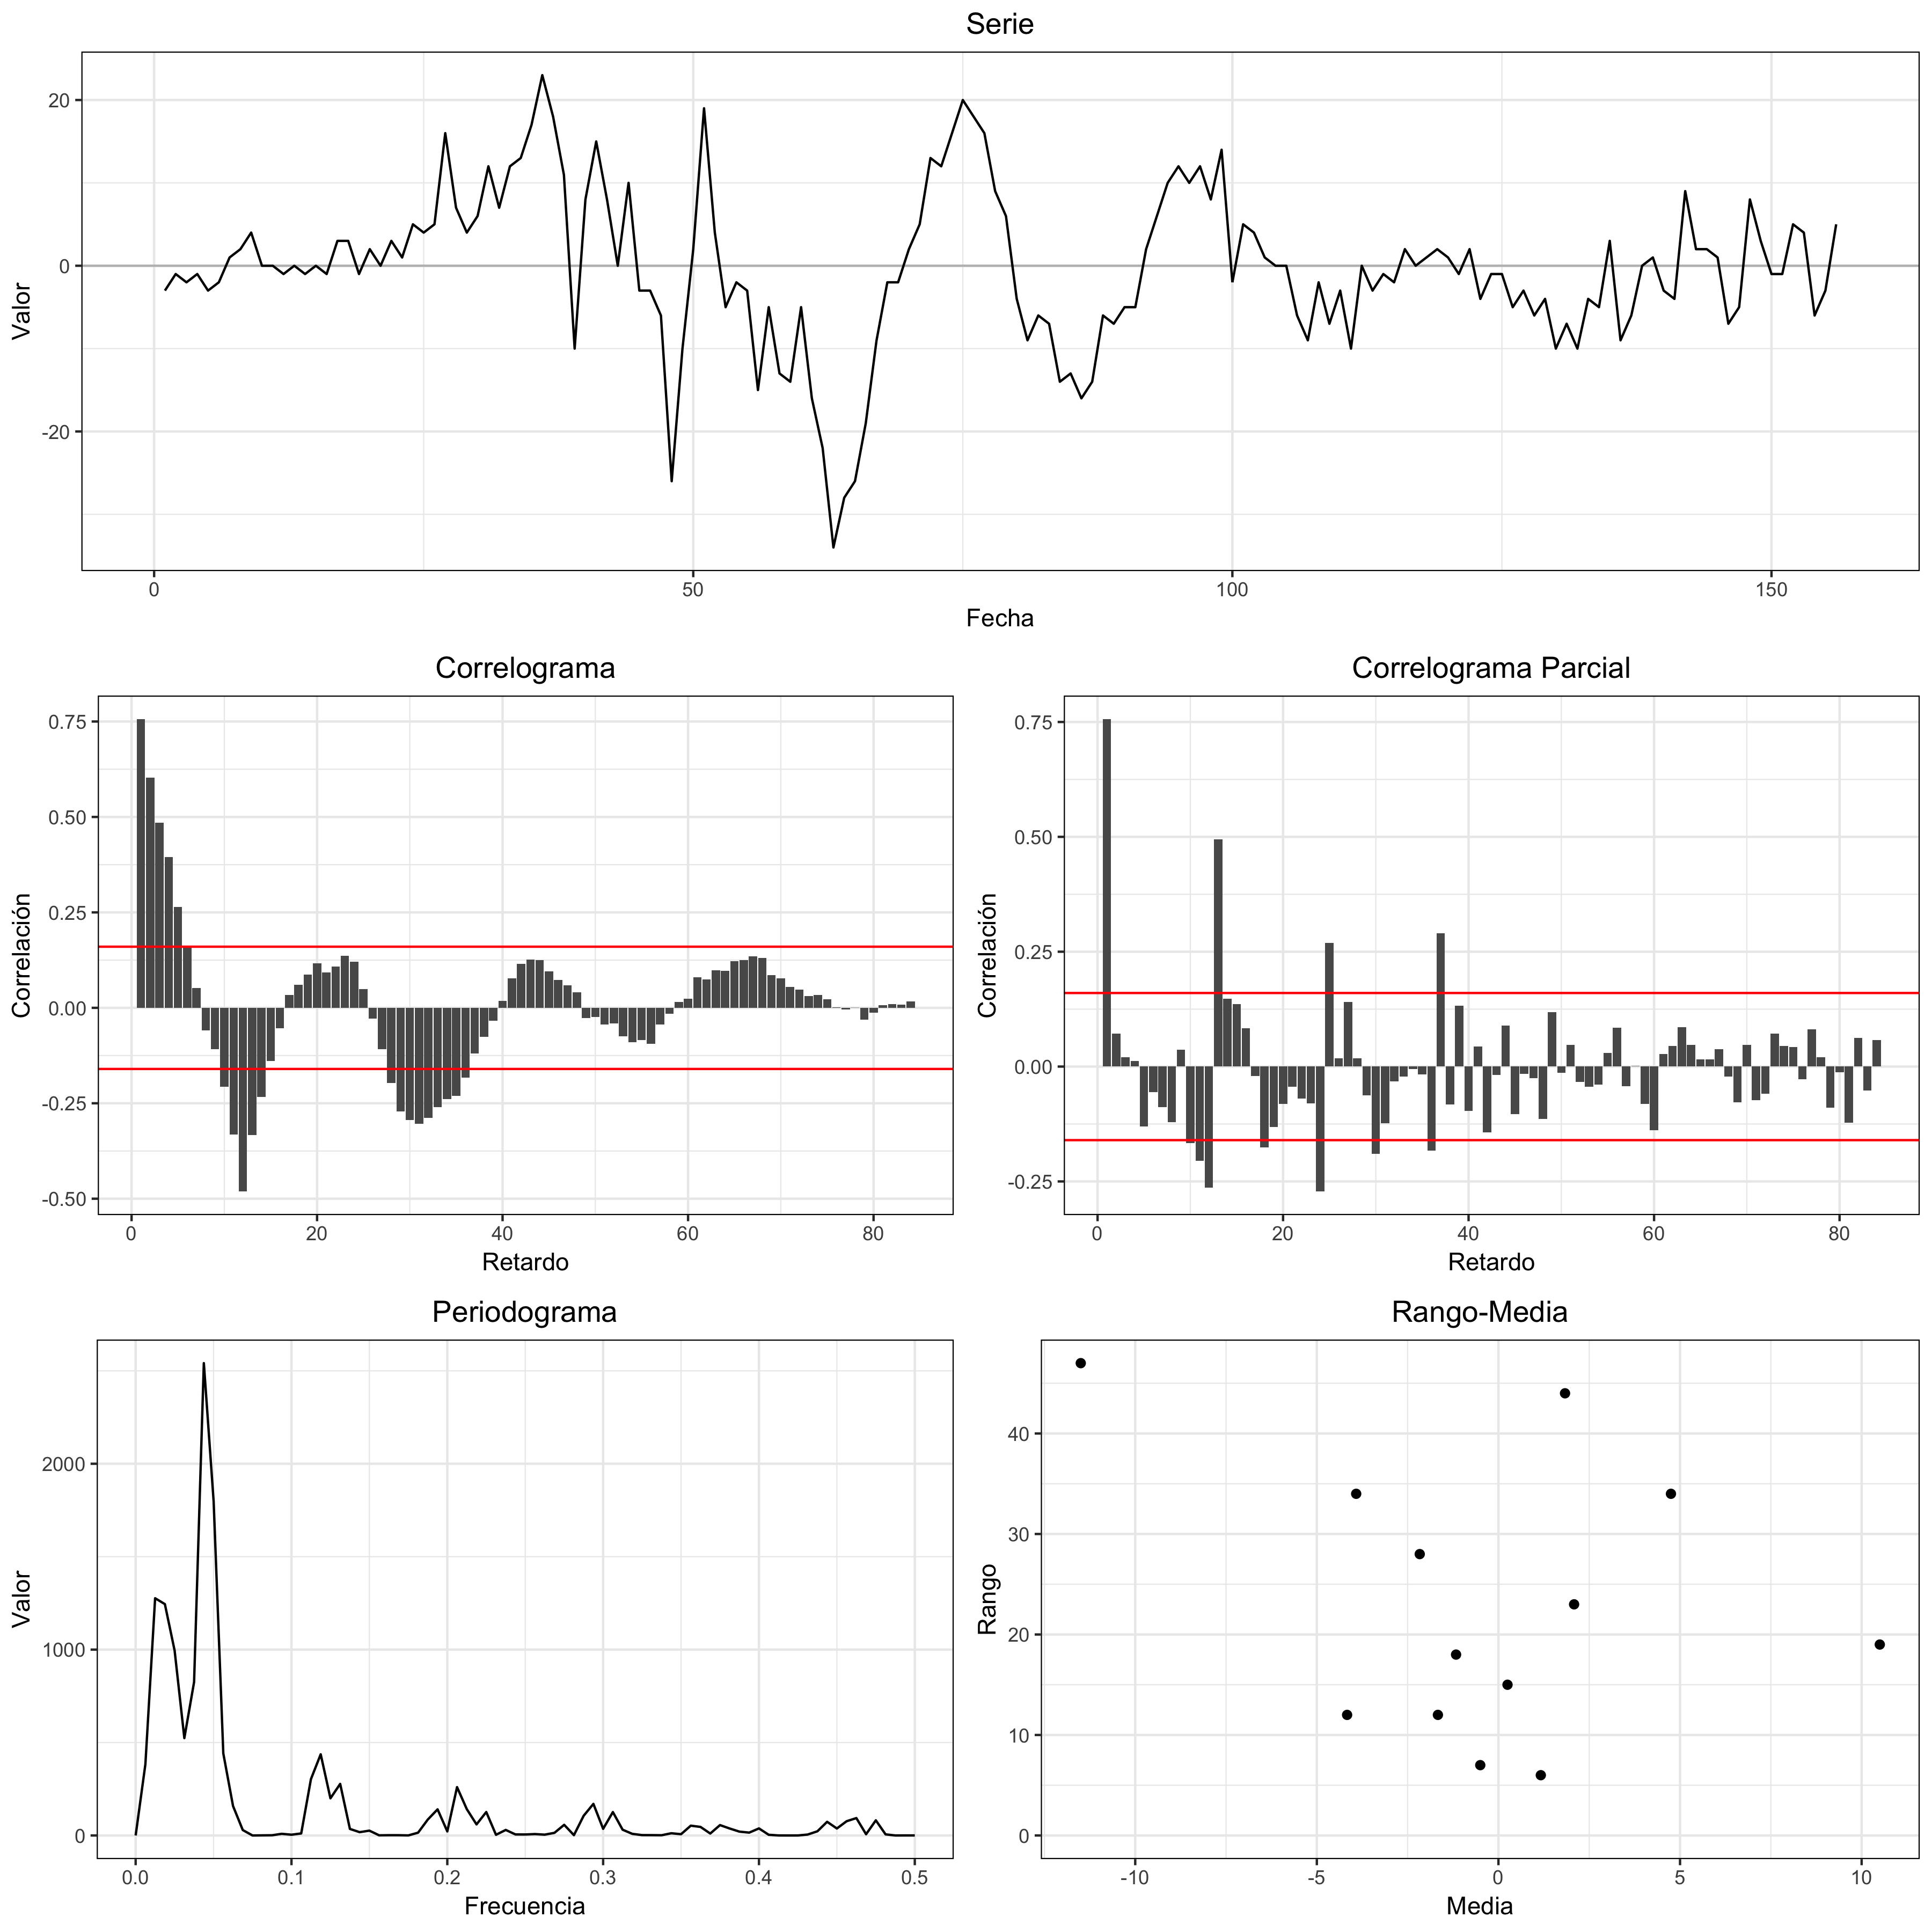 Serie
Valor
20
0
-20
0 50 100 150
Fecha
Correlograma
Correlación
0.75
0.50
0.25
0.00
-0.25
-0.50
0 20 40 60 80
Retardo
Correlograma Parcial
Correlación
0.75
0.50
0.25
0.00
-0.25
0 20 40 60 80
Retardo
Periodograma
Valor
2000
1000
0
0.0 0.1 0.2 0.3 0.4 0.5
Frecuencia
Rango-Media
Rango
40
30
20
10
0
-10 -5 0 5 10
Media